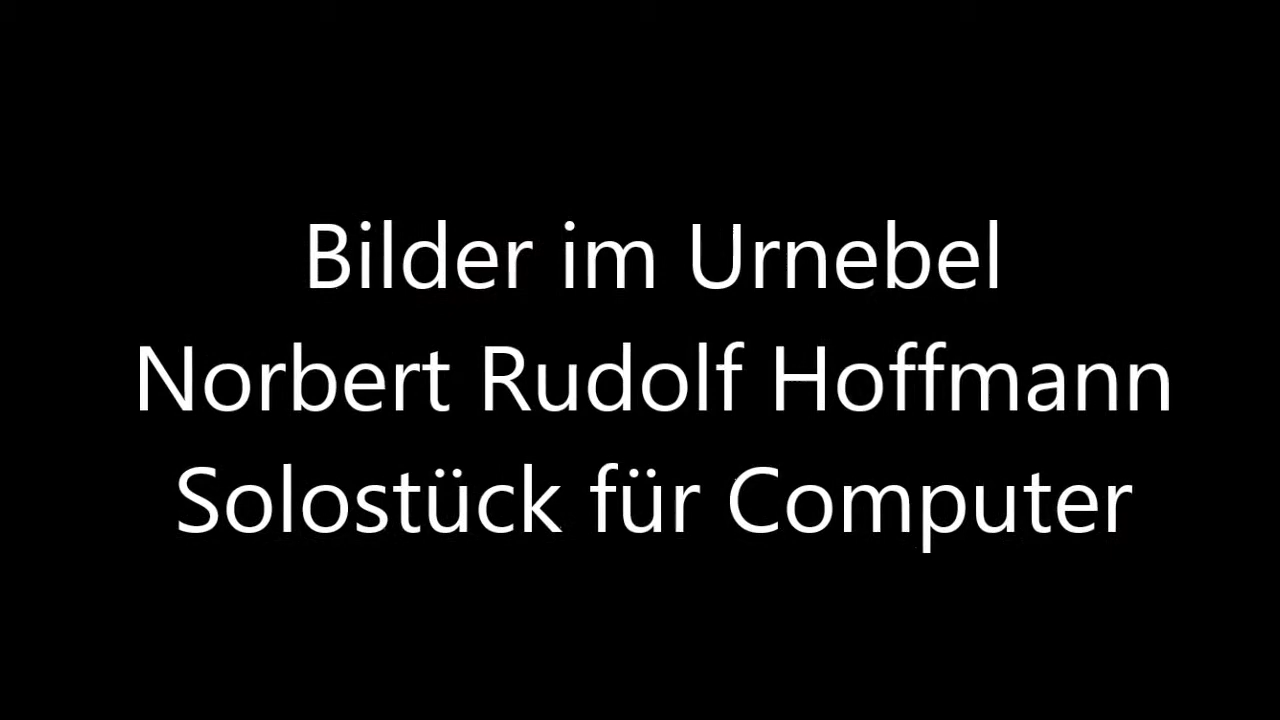 Bilder im Urnebel
Norbert Rudolf Hoffmann
Solostück für Computer